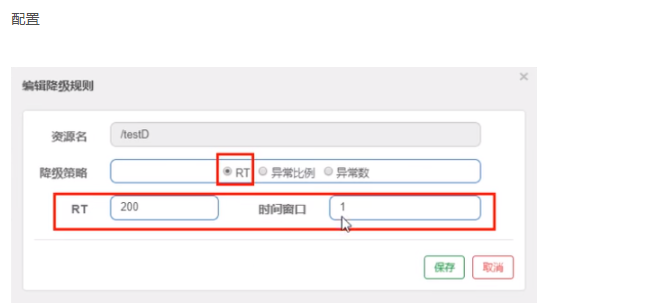 配置
编辑降级规则 ×
资源名 /testD
降级策略 RT 异常比例 异常数
RT 200 时间窗口 1
保存 取消